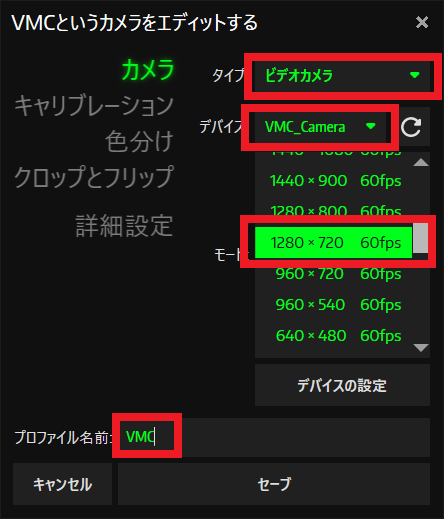 VMCというカメラをエディットする
カメラ
キャリブレーション
色分け
クロップとフリップ
詳細設定
タイプ
ビデオカメラ
デバイス
VMC_Camera
モード:
1440 × 900 60fps
1280 × 800 60fps
1280 × 720 60fps
960 × 720 60fps
960 × 540 60fps
640 × 480 60fps
デバイスの設定
プロファイル名前: VMC
キャンセル
セーブ